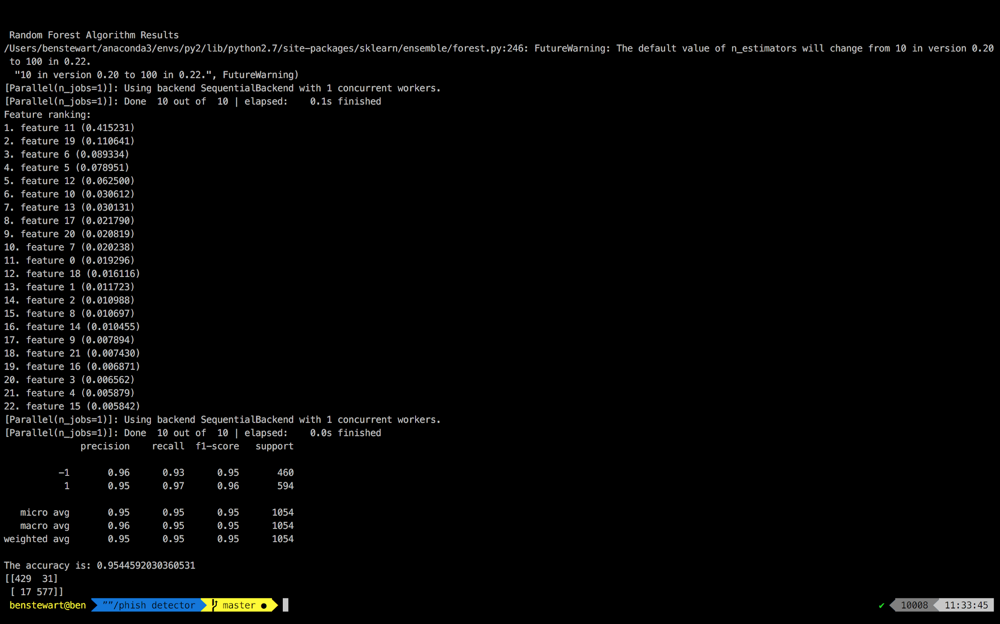 Random Forest Algorithm Results
/Users/benstewart/anaconda3/envs/py2/lib/python2.7/site-packages/sklearn/ensemble/forest.py:246: FutureWarning: The default value of n_estimators will change from 10 in version 0.20
 to 100 in 0.22.
  "10 in version 0.20 to 100 in 0.22.", FutureWarning)
[Parallel(n_jobs=1)]: Using backend SequentialBackend with 1 concurrent workers.
[Parallel(n_jobs=1)]: Done  10 out of  10 | elapsed:    0.1s finished
Feature ranking:
1. feature 11 (0.415231)
2. feature 19 (0.110641)
3. feature 6 (0.089334)
4. feature 5 (0.078951)
5. feature 12 (0.062500)
6. feature 10 (0.030612)
7. feature 13 (0.030131)
8. feature 17 (0.021790)
9. feature 20 (0.020819)
10. feature 7 (0.020238)
11. feature 0 (0.019296)
12. feature 18 (0.016116)
13. feature 1 (0.011723)
14. feature 2 (0.010988)
15. feature 8 (0.010697)
16. feature 14 (0.010455)
17. feature 9 (0.007894)
18. feature 21 (0.007430)
19. feature 16 (0.006871)
20. feature 3 (0.006562)
21. feature 4 (0.005879)
22. feature 15 (0.005842)
[Parallel(n_jobs=1)]: Using backend SequentialBackend with 1 concurrent workers.
[Parallel(n_jobs=1)]: Done  10 out of  10 | elapsed:    0.0s finished
              precision    recall  f1-score   support
          -1       0.96      0.93      0.95       460
           1       0.95      0.97      0.96       594
   micro avg       0.95      0.95      0.95      1054
   macro avg       0.96      0.95      0.95      1054
weighted avg       0.95      0.95      0.95      1054
The accuracy is: 0.9544592030360531
[[429  31]
 [ 17 577]]
benstewart@ben ””/phish detector master ● ✔ 10008 11:33:45